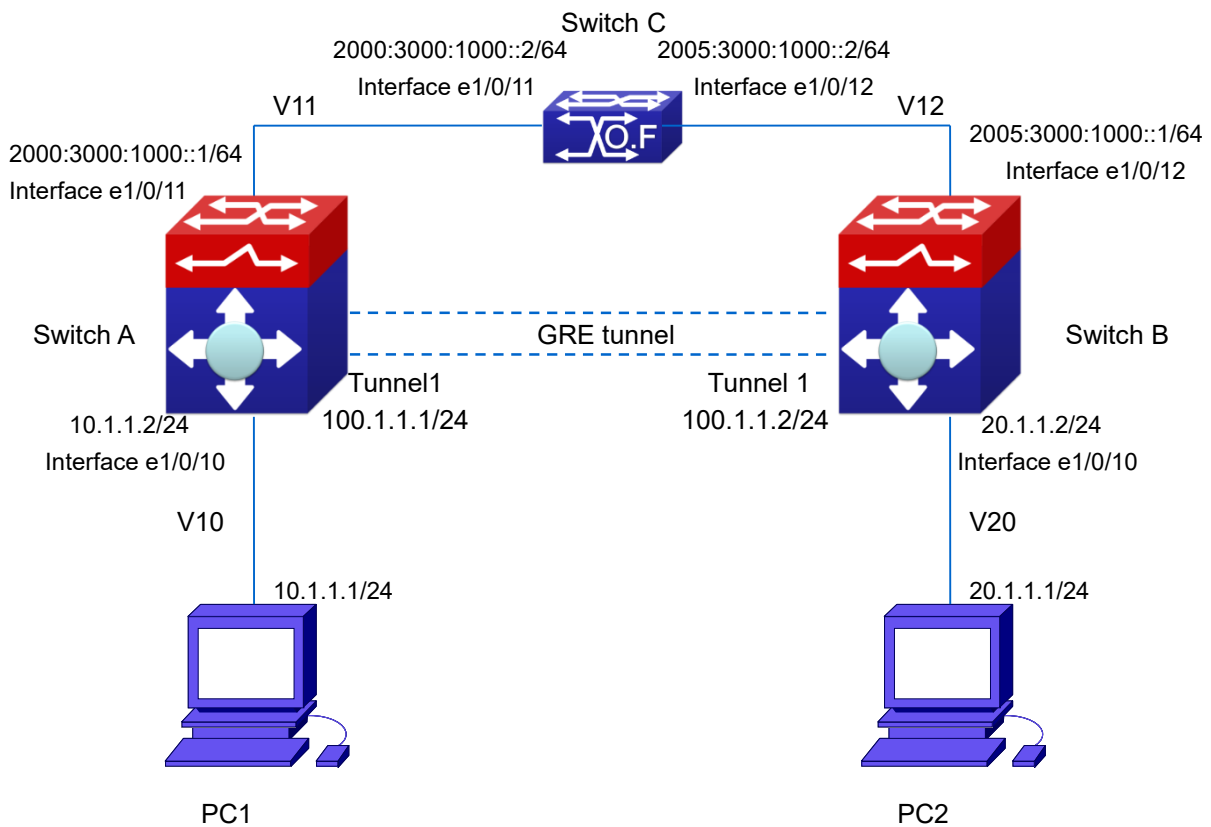 Switch C
2000:3000:1000::2/64
2005:3000:1000::2/64
Interface e1/0/11
Interface e1/0/12
V11
V12
O.F
2000:3000:1000::1/64
Interface e1/0/11
2005:3000:1000::1/64
Interface e1/0/12
Switch A
GRE tunnel
Switch B
Tunnel1
100.1.1.1/24
Tunnel 1
100.1.1.2/24
10.1.1.2/24
Interface e1/0/10
20.1.1.2/24
Interface e1/0/10
V10
V20
10.1.1.1/24
20.1.1.1/24
PC1
PC2